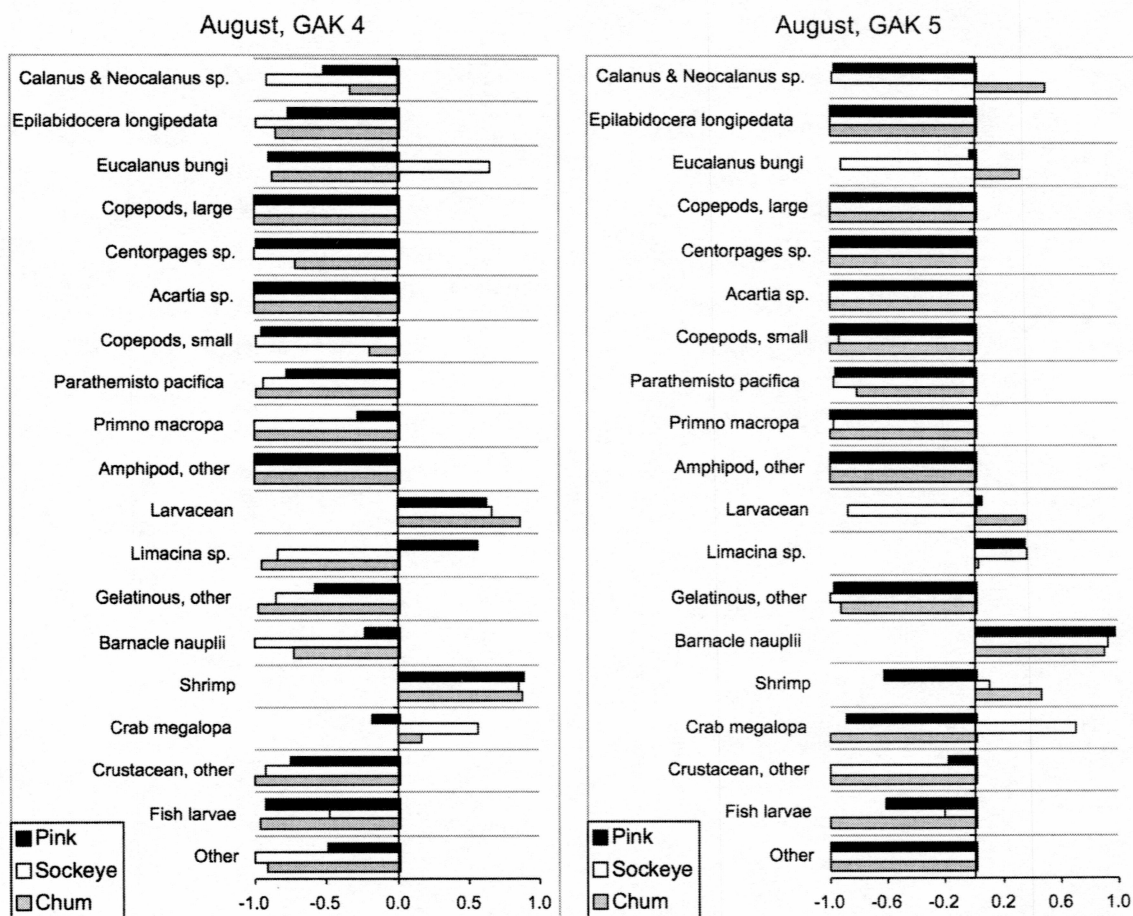 August, GAK 4
Calanus & Neocalanus sp.
Epilabidocera longipedata
Eucalanus bungi
Copepods, large
Centorpages sp.
Acartia sp.
Copepods, small
Parathemisto pacifica
Primno macropa
Amphipod, other
Larvacean
Limacina sp.
Gelatinous, other
Barnacle nauplii
Shrimp
Crab megalopa
Crustacean, other
Fish larvae
Other
Pink
Sockeye
Chum
-1.0 -0.5 0.0 0.5 1.0
August, GAK 5
Calanus & Neocalanus sp.
Epilabidocera longipedata
Eucalanus bungi
Copepods, large
Centorpages sp.
Acartia sp.
Copepods, small
Parathemisto pacifica
Primno macropa
Amphipod, other
Larvacean
Limacina sp.
Gelatinous, other
Barnacle nauplii
Shrimp
Crab megalopa
Crustacean, other
Fish larvae
Other
Pink
Sockeye
Chum
-1.0 -0.6 -0.2 0.2 0.6 1.0